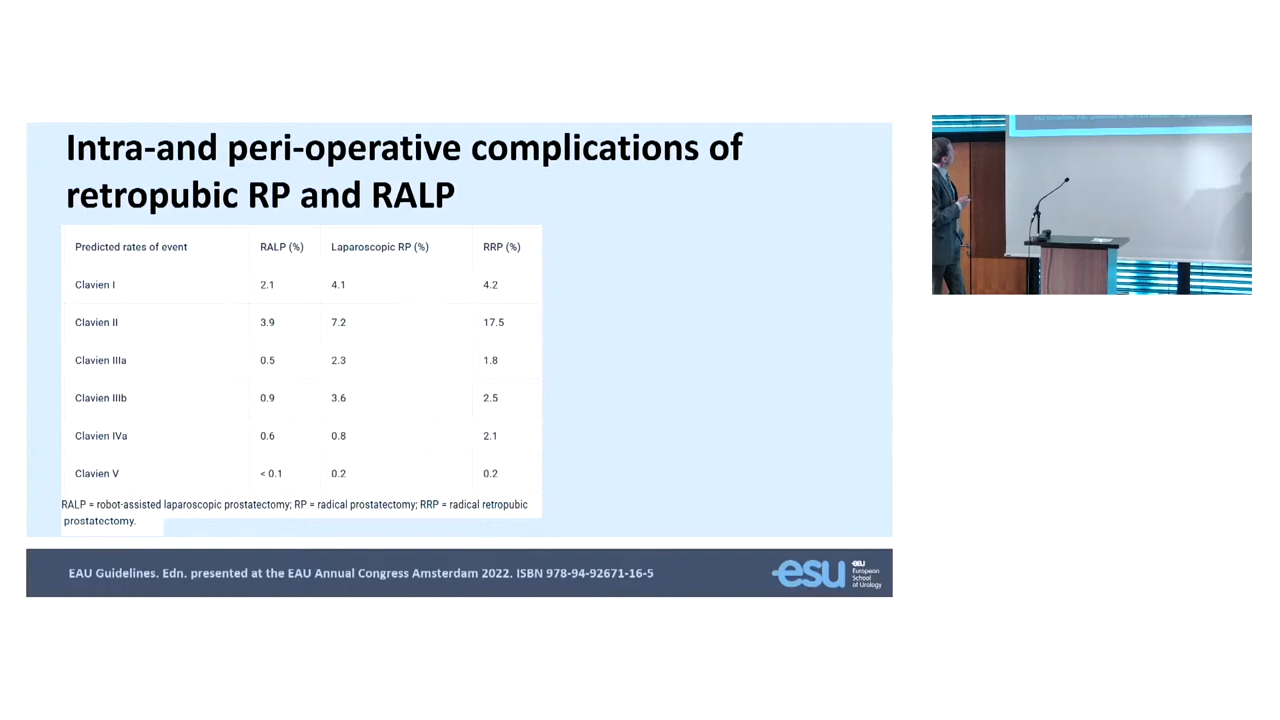 Intra-and peri-operative complications of
retropubic RP and RALP
Predicted rates of event RALP (%) Laparoscopic RP (%) RRP (%)
Clavien I 2.1 4.1 4.2
Clavien II 3.9 7.2 17.5
Clavien IIIa 0.5 2.3 1.8
Clavien IIIb 0.9 3.6 2.5
Clavien IVa 0.6 0.8 2.1
Clavien V < 0.1 0.2 0.2
RALP = robot-assisted laparoscopic prostatectomy; RP = radical prostatectomy; RRP = radical retropubic
prostatectomy.
EAU Guidelines. Edn. presented at the EAU Annual Congress Amsterdam 2022. ISBN 978-94-92671-16-5
esu
eau
European
School
of Urology